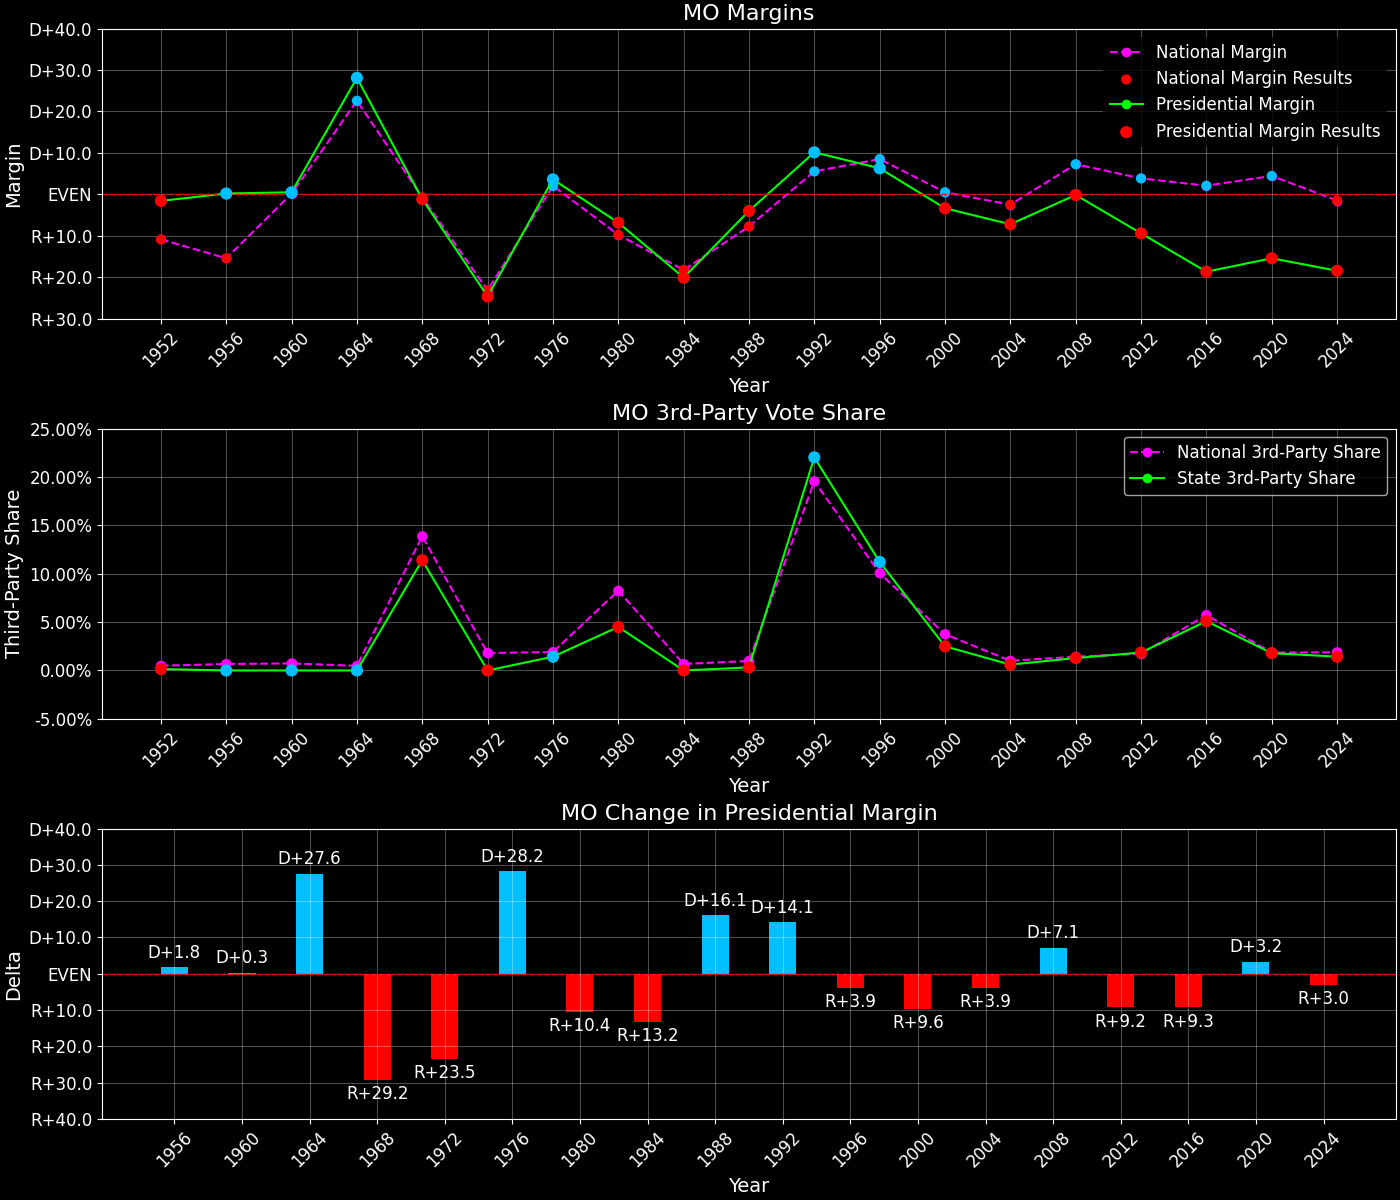 MO Margins
D+40.0
D+30.0
D+20.0
D+10.0
EVEN
R+10.0
R+20.0
R+30.0
Margin
National Margin
National Margin Results
Presidential Margin
Presidential Margin Results
1952 1956 1960 1964 1968 1972 1976 1980 1984 1988 1992 1996 2000 2004 2008 2012 2016 2020 2024
Year
MO 3rd-Party Vote Share
25.00%
20.00%
15.00%
10.00%
5.00%
0.00%
-5.00%
Third-Party Share
National 3rd-Party Share
State 3rd-Party Share
1952 1956 1960 1964 1968 1972 1976 1980 1984 1988 1992 1996 2000 2004 2008 2012 2016 2020 2024
Year
MO Change in Presidential Margin
D+40.0
D+30.0
D+20.0
D+10.0
EVEN
R+10.0
R+20.0
R+30.0
R+40.0
Delta
D+1.8
D+0.3
D+27.6
R+29.2
R+23.5
D+28.2
R+10.4
R+13.2
D+16.1
D+14.1
R+3.9
R+9.6
R+3.9
D+7.1
R+9.2
R+9.3
D+3.2
R+3.0
1956 1960 1964 1968 1972 1976 1980 1984 1988 1992 1996 2000 2004 2008 2012 2016 2020 2024
Year